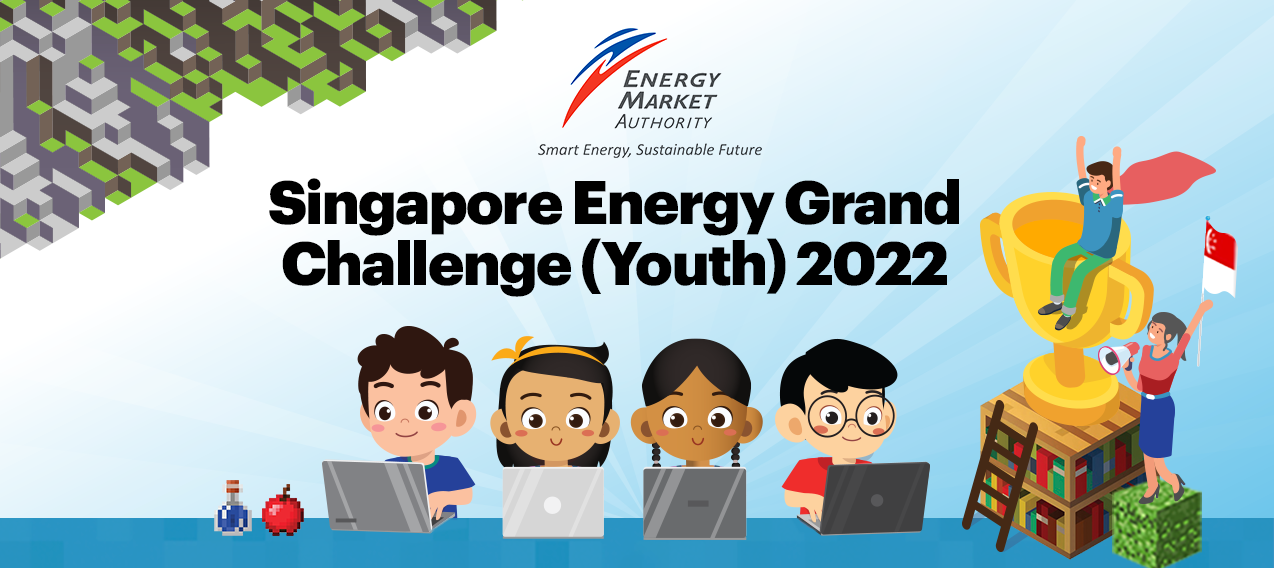 ENERGY
MARKET
AUTHORITY
Smart Energy, Sustainable Future
Singapore Energy Grand
Challenge (Youth) 2022